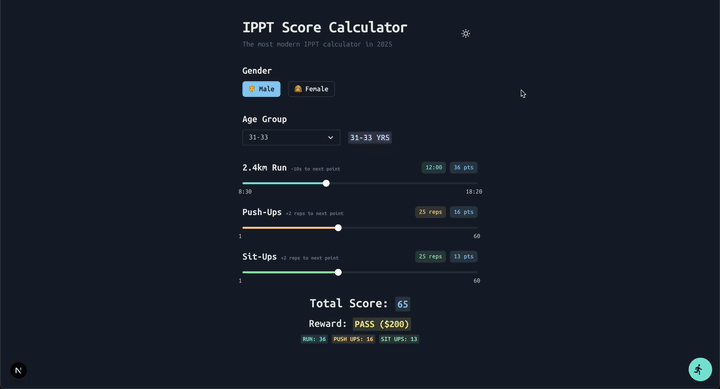 IPPT Score Calculator
The most modern IPPT calculator in 2025
Gender
Male
Female
Age Group
31-33
31-33 YRS
2.4km Run -10s to next point 12:00 36 pts
8:30 18:20
Push-Ups +2 reps to next point 25 reps 16 pts
1 60
Sit-Ups +2 reps to next point 25 reps 13 pts
1 60
Total Score: 65
Reward: PASS ($200)
RUN: 36 PUSH UPS: 16 SIT UPS: 13
N